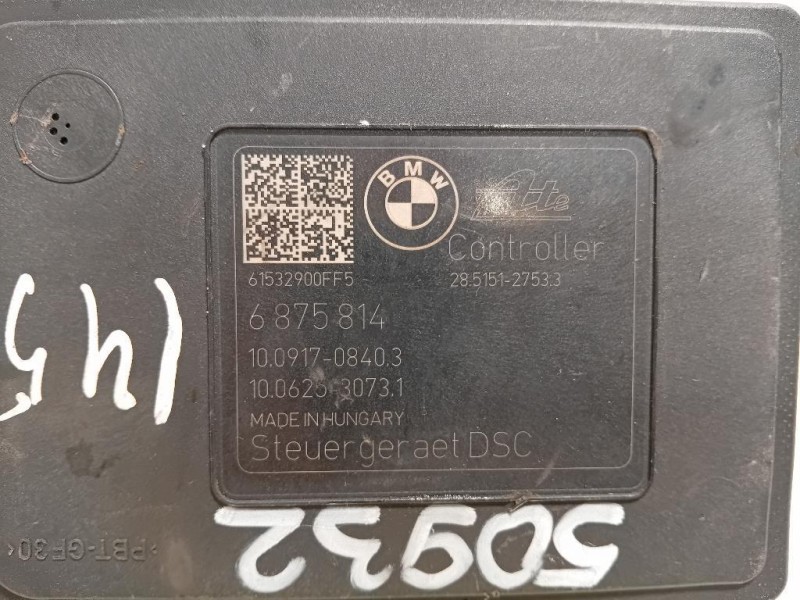 BMW
Ate
Controller
61532900FF5
28.5151-2753.3
6 875 814
10.0917-0840.3
10.0625-3073.1
MADE IN HUNGARY
Steuergeraet DSC
145
50932
>PBT-GF30<